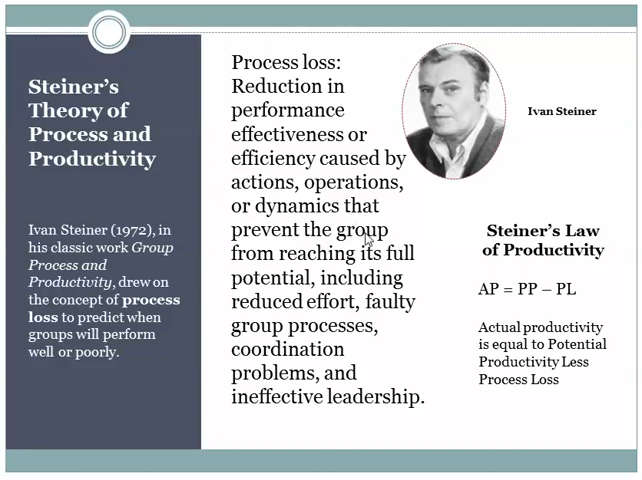 Steiner's
Theory of
Process and
Productivity
Ivan Steiner (1972), in
his classic work Group
Process and
Productivity, drew on
the concept of process
loss to predict when
groups will perform
well or poorly.
Process loss:
Reduction in
performance
effectiveness or
efficiency caused by
actions, operations,
or dynamics that
prevent the group
from reaching its full
potential, including
reduced effort, faulty
group processes,
coordination
problems, and
ineffective leadership.
Ivan Steiner
Steiner's Law
of Productivity
AP = PP – PL
Actual productivity
is equal to Potential
Productivity Less
Process Loss